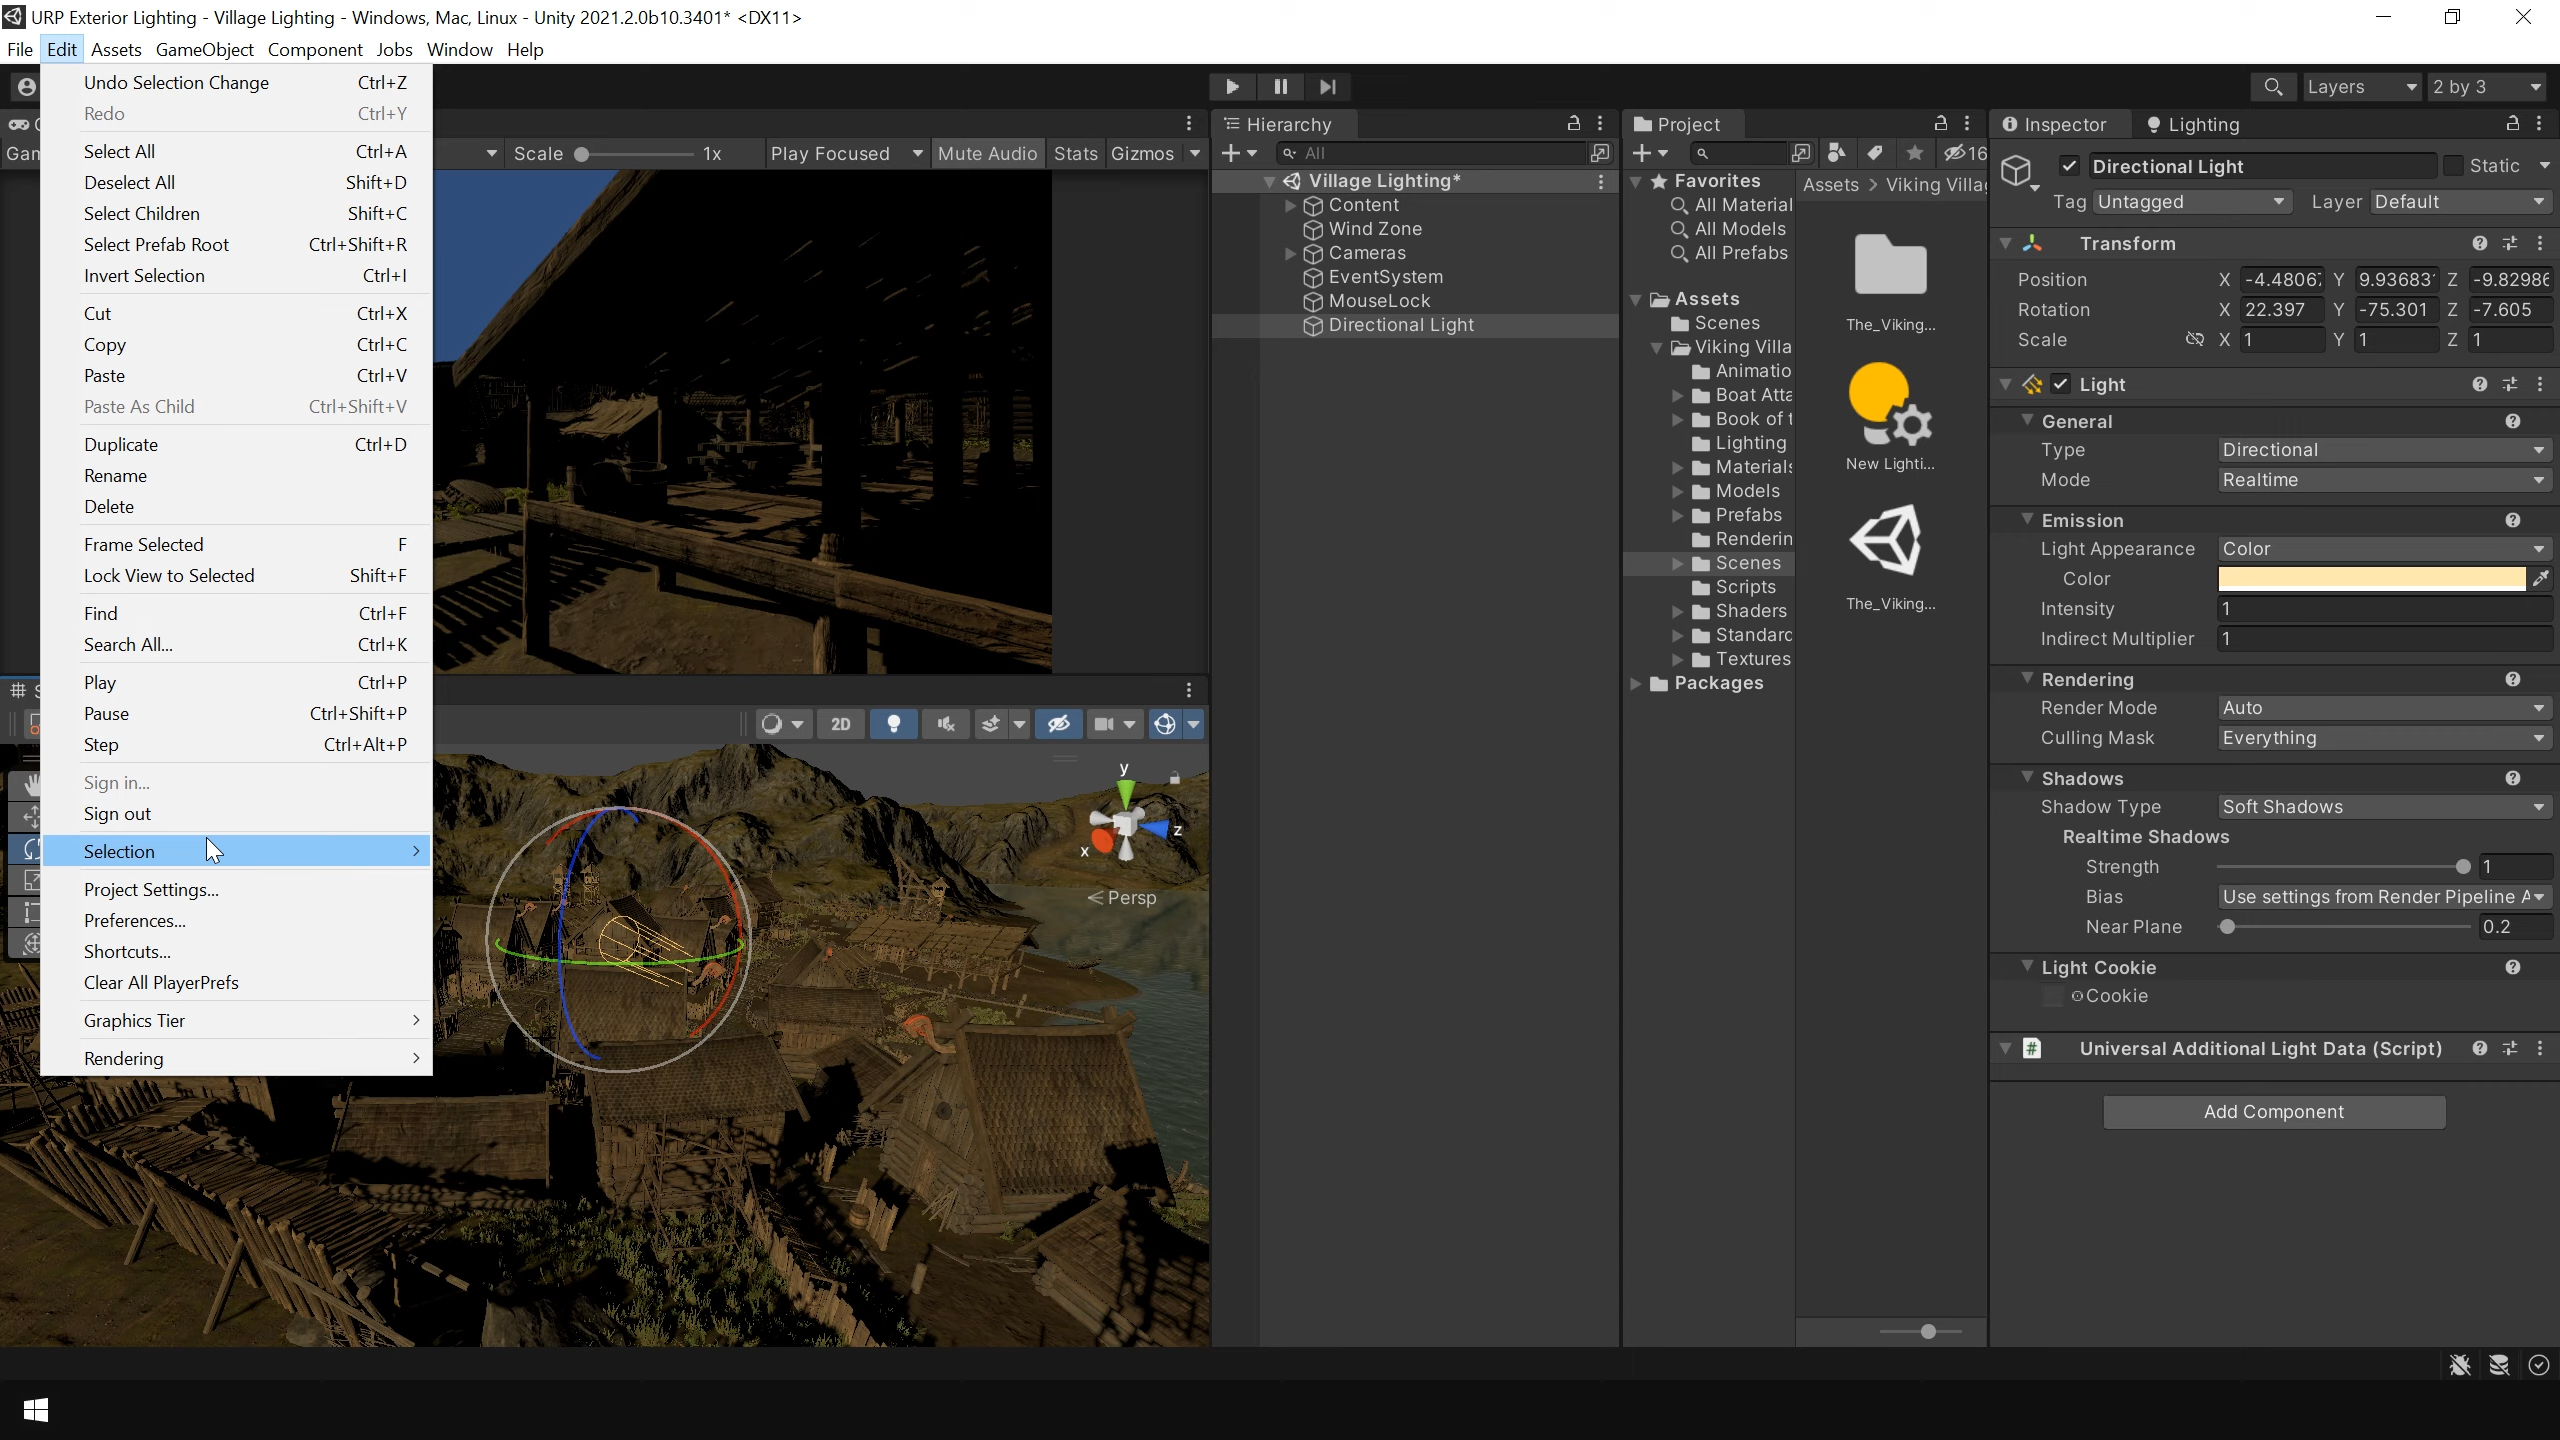 URP Exterior Lighting - Village Lighting - Windows, Mac, Linux - Unity 2021.2.0b10.3401* <DX11>
File Edit Assets GameObject Component Jobs Window Help
Undo Selection Change Ctrl+Z
Redo Ctrl+Y
Select All Ctrl+A
Deselect All Shift+D
Select Children Shift+C
Select Prefab Root Ctrl+Shift+R
Invert Selection Ctrl+I
Cut Ctrl+X
Copy Ctrl+C
Paste Ctrl+V
Paste As Child Ctrl+Shift+V
Duplicate Ctrl+D
Rename
Delete
Frame Selected F
Lock View to Selected Shift+F
Find Ctrl+F
Search All... Ctrl+K
Play Ctrl+P
Pause Ctrl+Shift+P
Step Ctrl+Alt+P
Sign in...
Sign out
Selection
Project Settings...
Preferences...
Shortcuts...
Clear All PlayerPrefs
Graphics Tier
Rendering
Layers 2 by 3
Gam Scale 1x Play Focused Mute Audio Stats Gizmos
2D
y
z
x
Persp
Hierarchy
All
Village Lighting*
Content
Wind Zone
Cameras
EventSystem
MouseLock
Directional Light
Project
16
Favorites
All Material
All Models
All Prefabs
Assets
Scenes
Viking Villa
Animatio
Boat Atta
Book of t
Lighting
Materials
Models
Prefabs
Renderin
Scenes
Scripts
Shaders
Standard
Textures
Packages
Assets > Viking Villag
The_Viking...
New Lighti...
The_Viking...
Inspector Lighting
Directional Light Static
Tag Untagged Layer Default
Transform
Position X -4.4806 Y 9.93683 Z -9.8298
Rotation X 22.397 Y -75.301 Z -7.605
Scale X 1 Y 1 Z 1
Light
General
Type Directional
Mode Realtime
Emission
Light Appearance Color
Color
Intensity 1
Indirect Multiplier 1
Rendering
Render Mode Auto
Culling Mask Everything
Shadows
Shadow Type Soft Shadows
Realtime Shadows
Strength 1
Bias Use settings from Render Pipeline A
Near Plane 0.2
Light Cookie
Cookie
# Universal Additional Light Data (Script)
Add Component